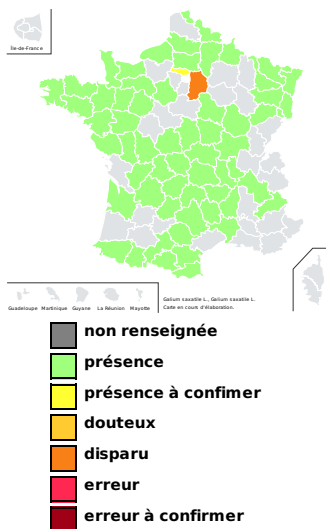 Île-de-France
Guadeloupe Martinique Guyane La Réunion Mayotte
Galium saxatile L., Galium saxatile L.
Carte en cours d'élaboration.
non renseignée
présence
présence à confimer
douteux
disparu
erreur
erreur à confirmer